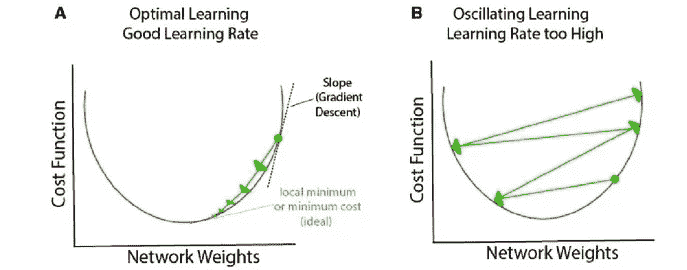 A
Optimal Learning
Good Learning Rate
Cost Function
Slope
(Gradient
Descent)
local minimum
or minimum cost
(ideal)
Network Weights
B
Oscillating Learning
Learning Rate too High
Cost Function
Network Weights